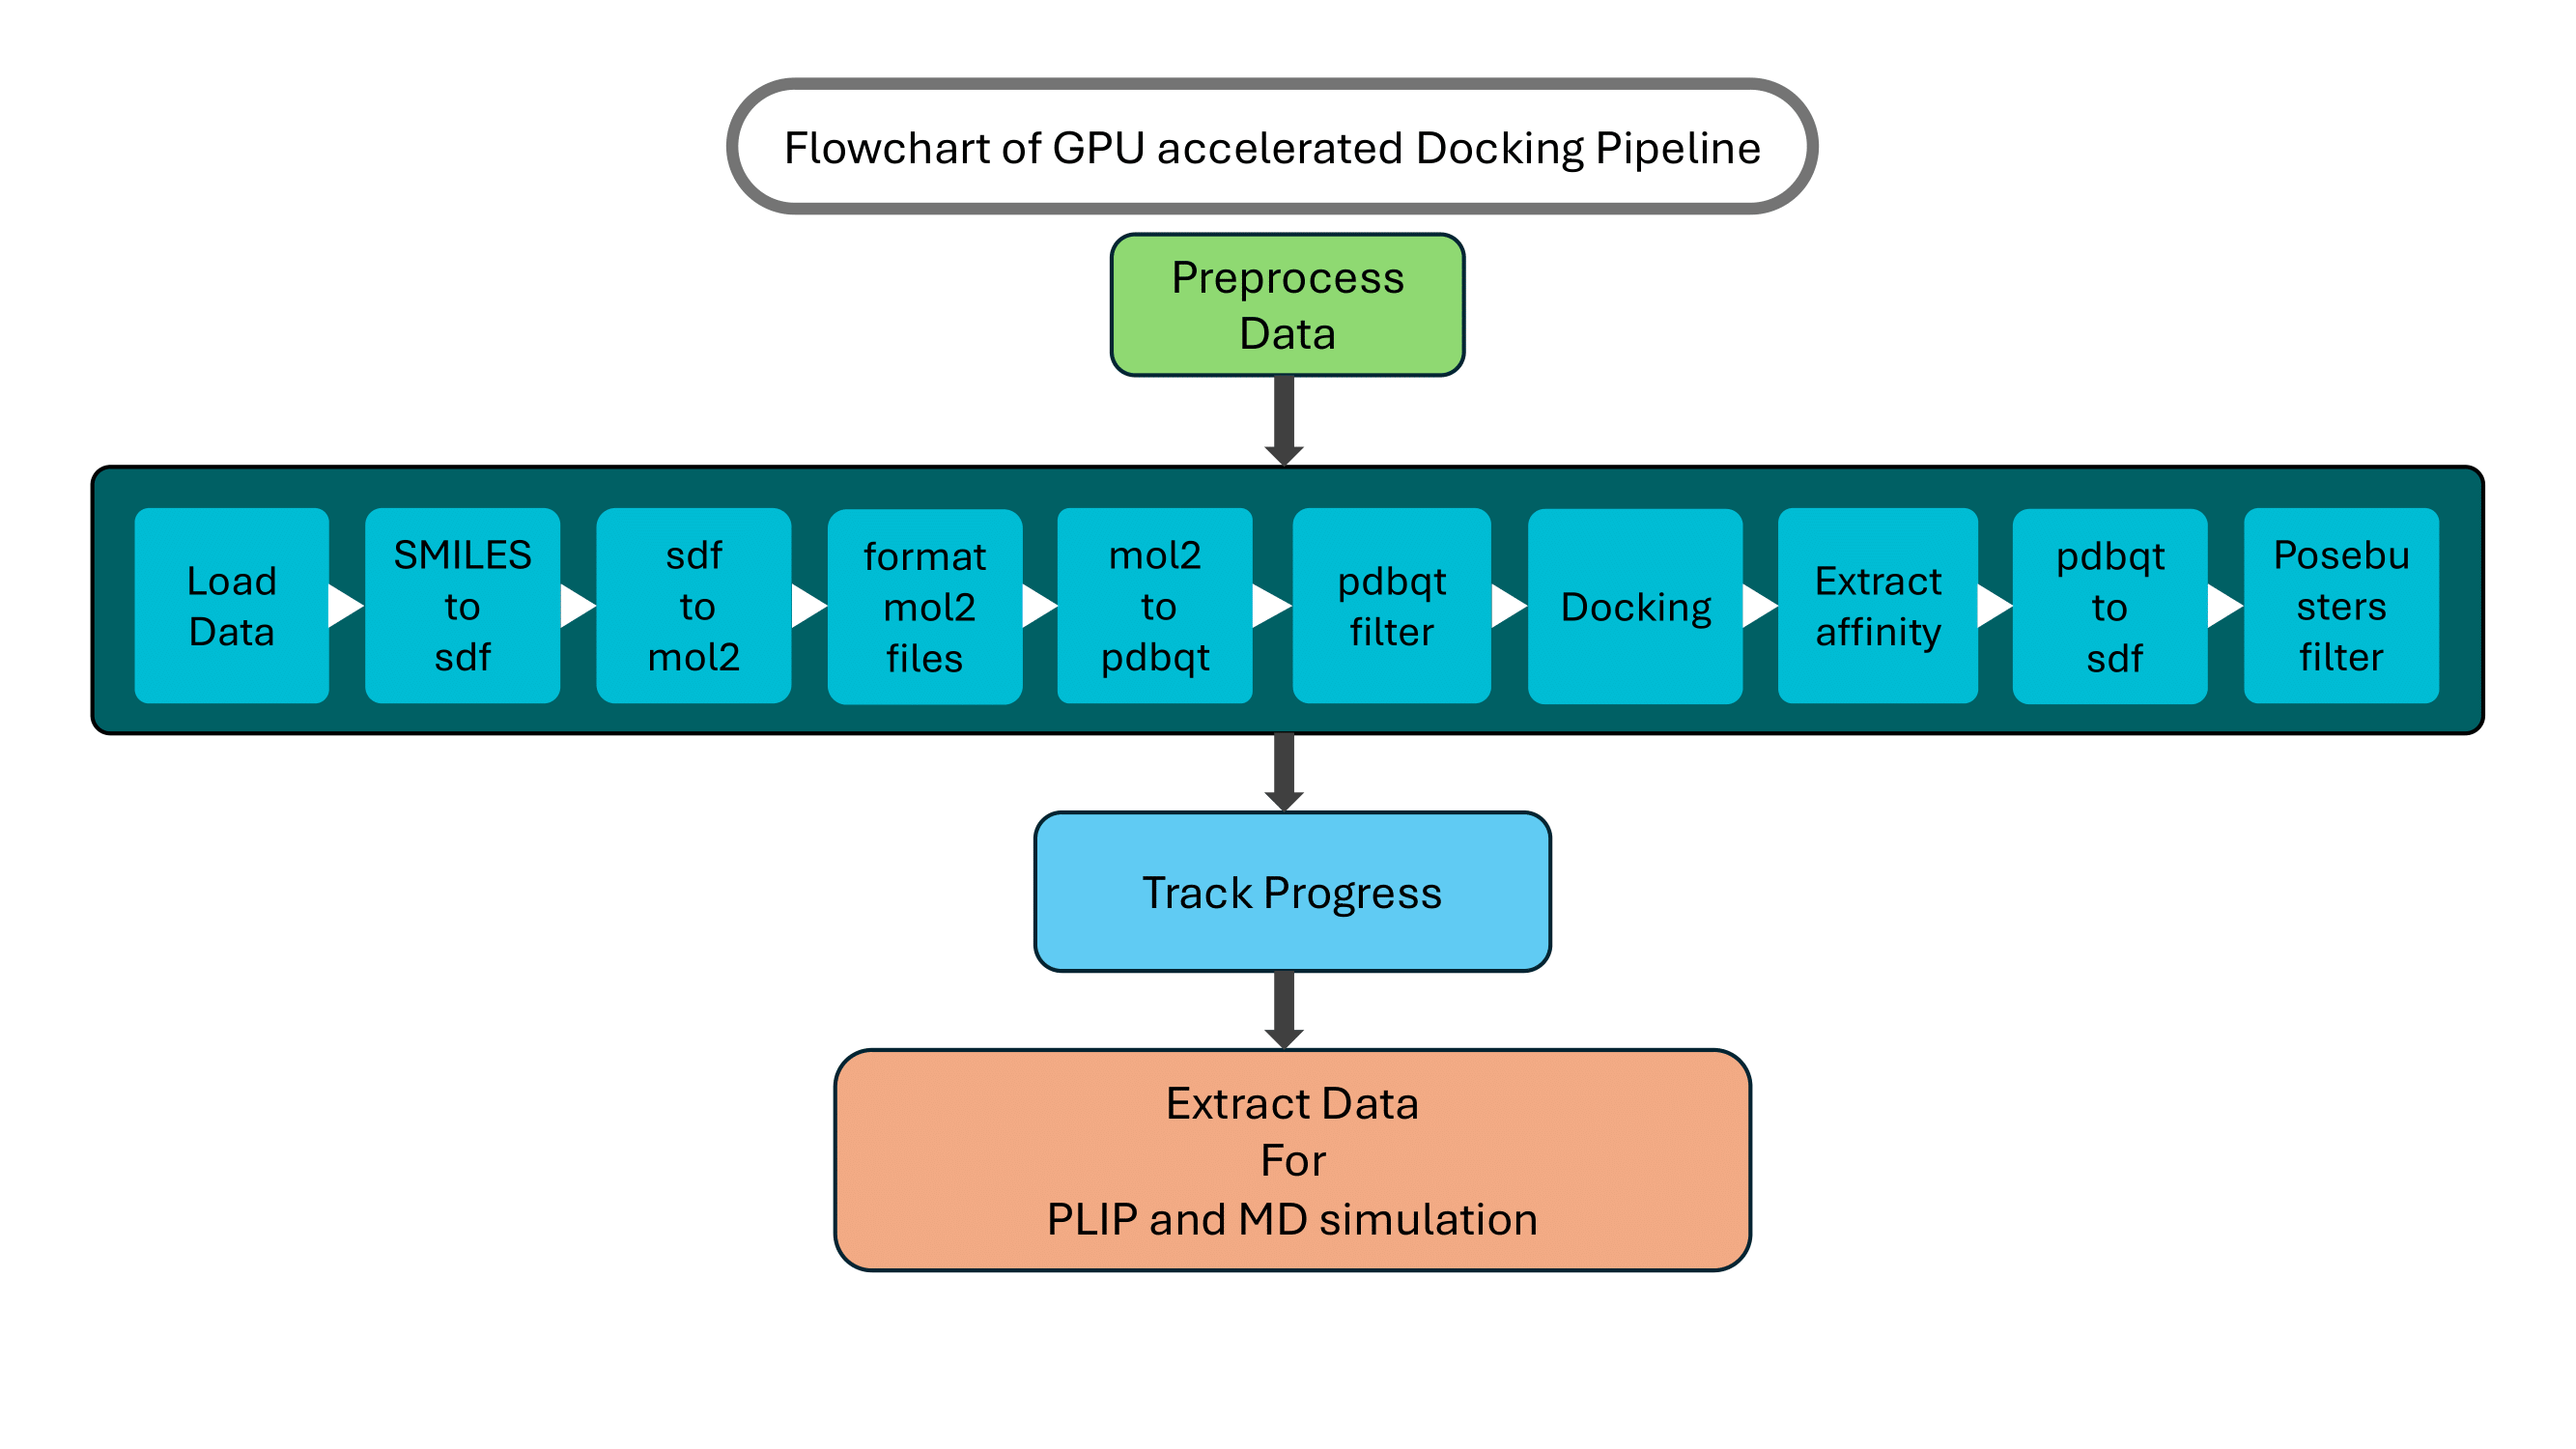 Flowchart of GPU accelerated Docking Pipeline
Preprocess
Data
Load
Data
SMILES
to
sdf
sdf
to
mol2
format
mol2
files
mol2
to
pdbqt
pdbqt
filter
Docking
Extract
affinity
pdbqt
to
sdf
Posebu
sters
filter
Track Progress
Extract Data
For
PLIP and MD simulation